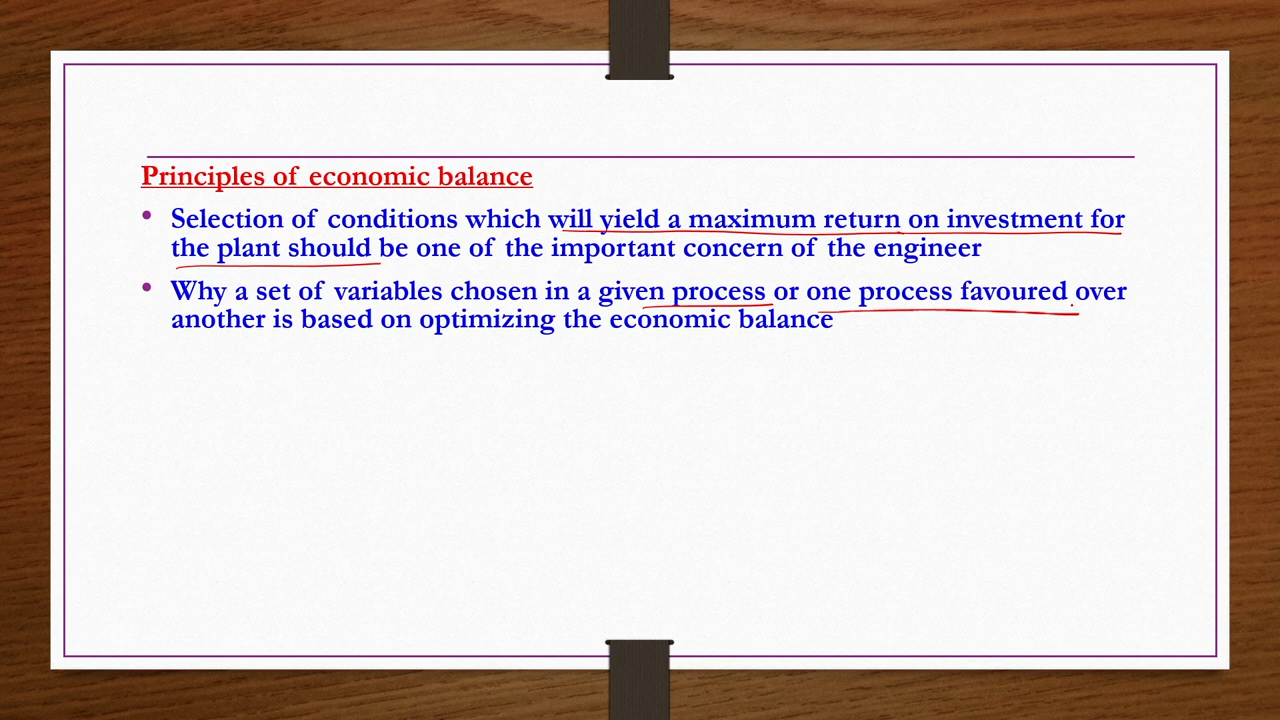 Principles of economic balance
• Selection of conditions which will yield a maximum return on investment for
the plant should be one of the important concern of the engineer
• Why a set of variables chosen in a given process or one process favoured over
another is based on optimizing the economic balance